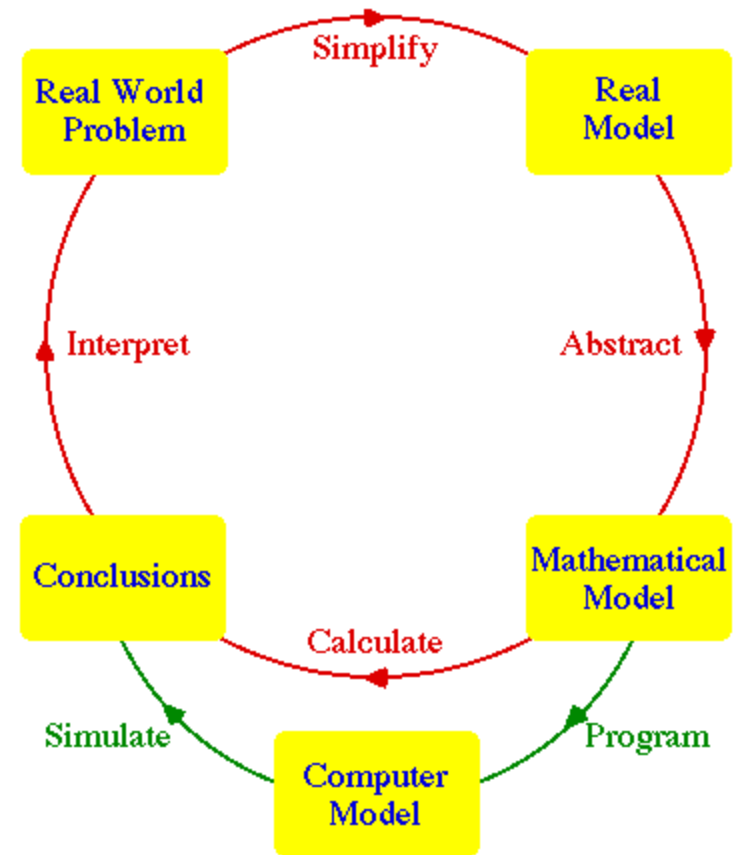 Simplify
Real World
Problem
Real
Model
Interpret
Abstract
Conclusions
Mathematical
Model
Calculate
Simulate
Program
Computer
Model